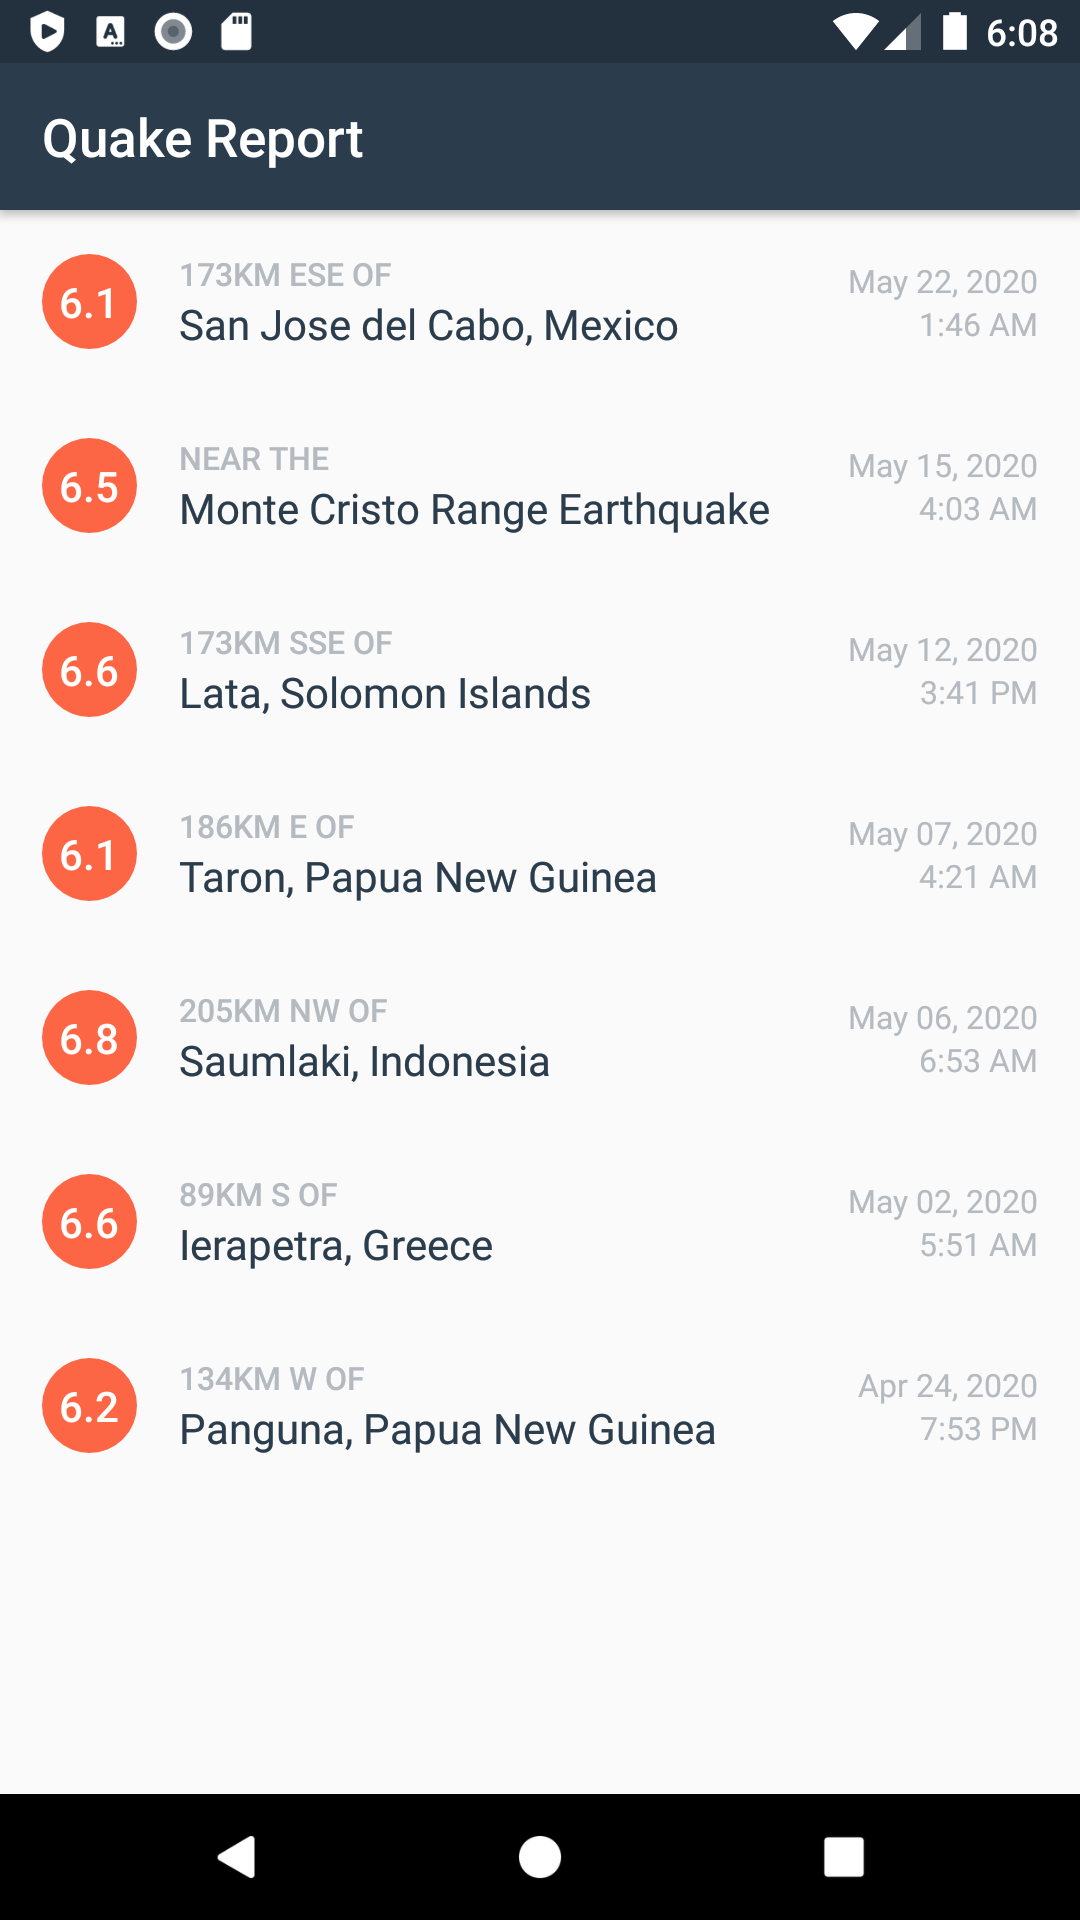 6:08
Quake Report
6.1
173KM ESE OF
San Jose del Cabo, Mexico
May 22, 2020
1:46 AM
6.5
NEAR THE
Monte Cristo Range Earthquake
May 15, 2020
4:03 AM
6.6
173KM SSE OF
Lata, Solomon Islands
May 12, 2020
3:41 PM
6.1
186KM E OF
Taron, Papua New Guinea
May 07, 2020
4:21 AM
6.8
205KM NW OF
Saumlaki, Indonesia
May 06, 2020
6:53 AM
6.6
89KM S OF
Ierapetra, Greece
May 02, 2020
5:51 AM
6.2
134KM W OF
Panguna, Papua New Guinea
Apr 24, 2020
7:53 PM